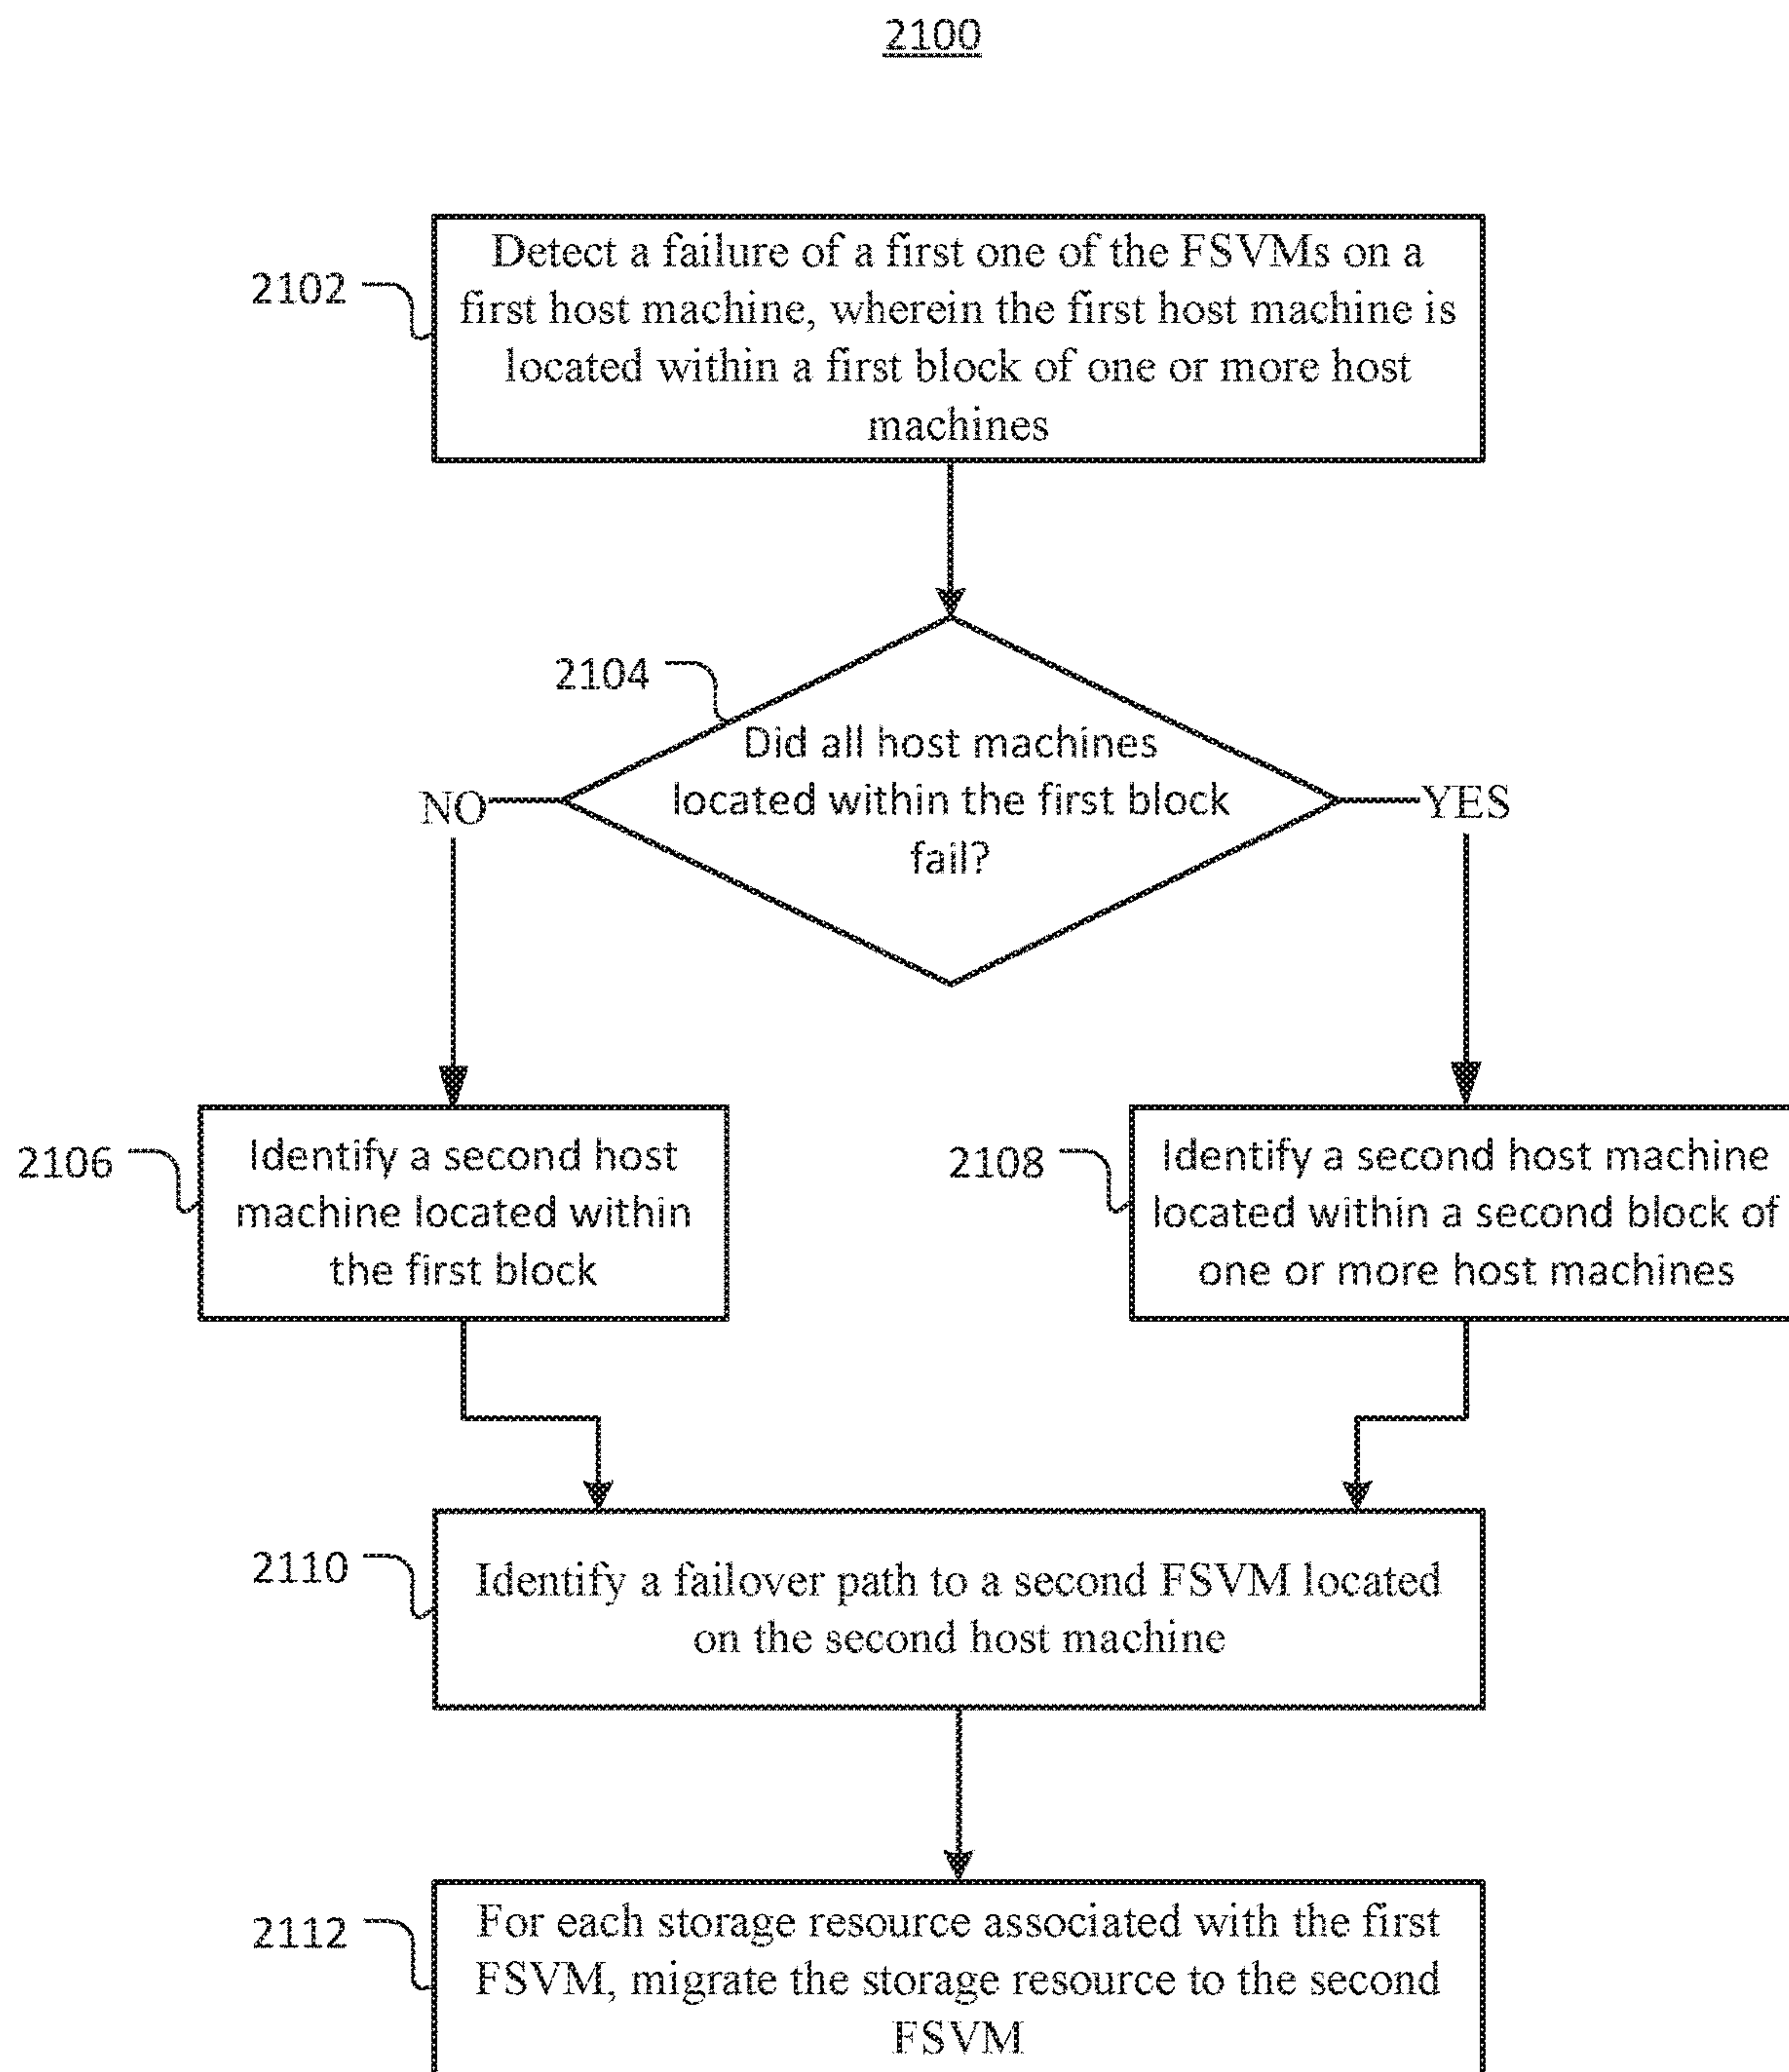 2100
2102
Detect a failure of a first one of the FSVMs on a
first host machine, wherein the first host machine is
located within a first block of one or more host
machines
2104
Did all host machines
located within the first block
fail?
NO
YES
2106
Identify a second host
machine located within
the first block
2108
Identify a second host machine
located within a second block of
one or more host machines
2110
Identify a failover path to a second FSVM located
on the second host machine
2112
For each storage resource associated with the first
FSVM, migrate the storage resource to the second
FSVM